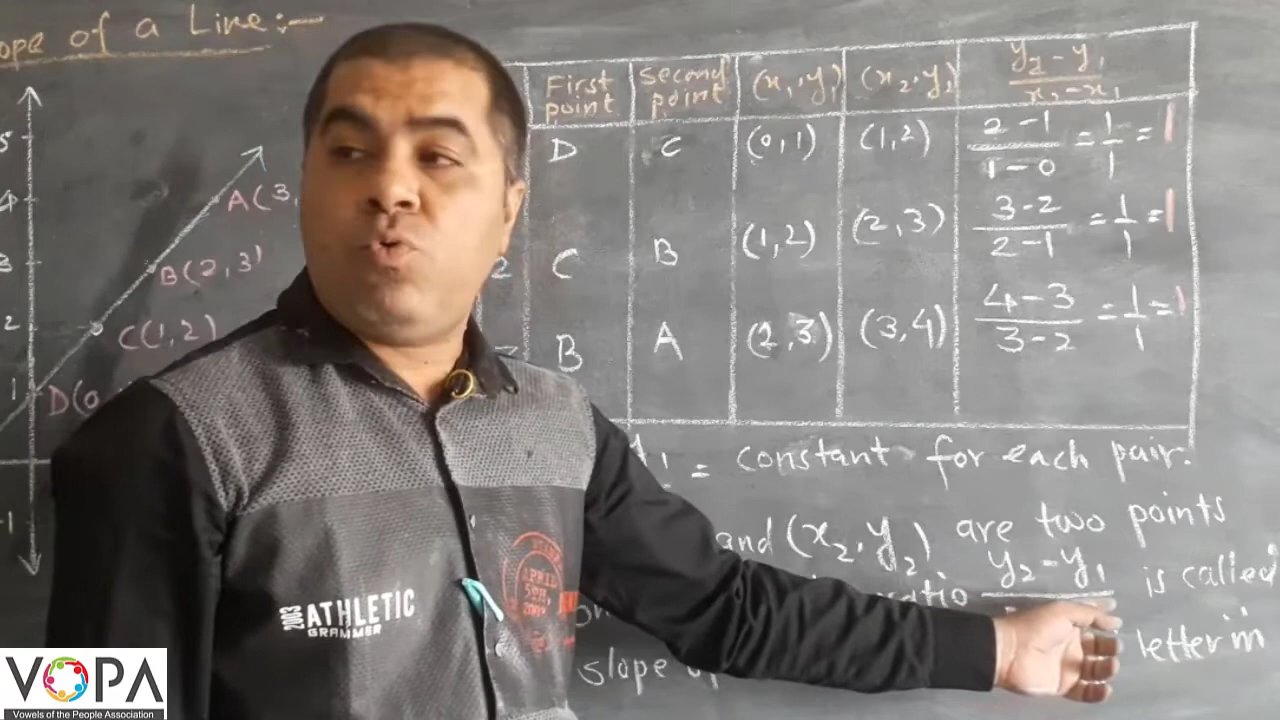 ope of a Line:-
5
4
3
2
1
-1
A(3,
B(2,3)
C(1,2)
D(0
First point | Second point | (x₁,y₁) | (x₂,y₂) | y₂-y₁/x₂-x₁
D | C | (0,1) | (1,2) | 2-1/1-0 = 1/1 = 1
2 | C | B | (1,2) | (2,3) | 3-2/2-1 = 1/1 = 1
B | A | (2,3) | (3,4) | 4-3/3-2 = 1/1 = 1
= constant for each pair.
and (x₂,y₂) are two points
ratio y₂-y₁ is called
slope letter 'm
2003 ATHLETIC
GRAMMER
APRIL
VOPA
Vowels of the People Association